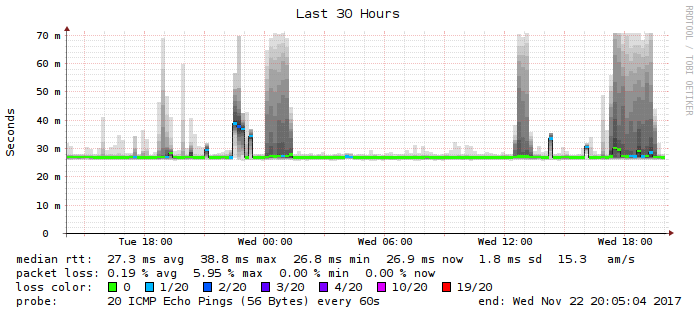 Last 30 Hours
RRDTOOL / TOBI OETIKER
Seconds
70 m
60 m
50 m
40 m
30 m
20 m
10 m
0
Tue 18:00 Wed 00:00 Wed 06:00 Wed 12:00 Wed 18:00
median rtt: 27.3 ms avg 38.8 ms max 26.8 ms min 26.9 ms now 1.8 ms sd 15.3 am/s
packet loss: 0.19 % avg 5.95 % max 0.00 % min 0.00 % now
loss color: 0 1/20 2/20 3/20 4/20 10/20 19/20
probe: 20 ICMP Echo Pings (56 Bytes) every 60s end: Wed Nov 22 20:05:04 2017